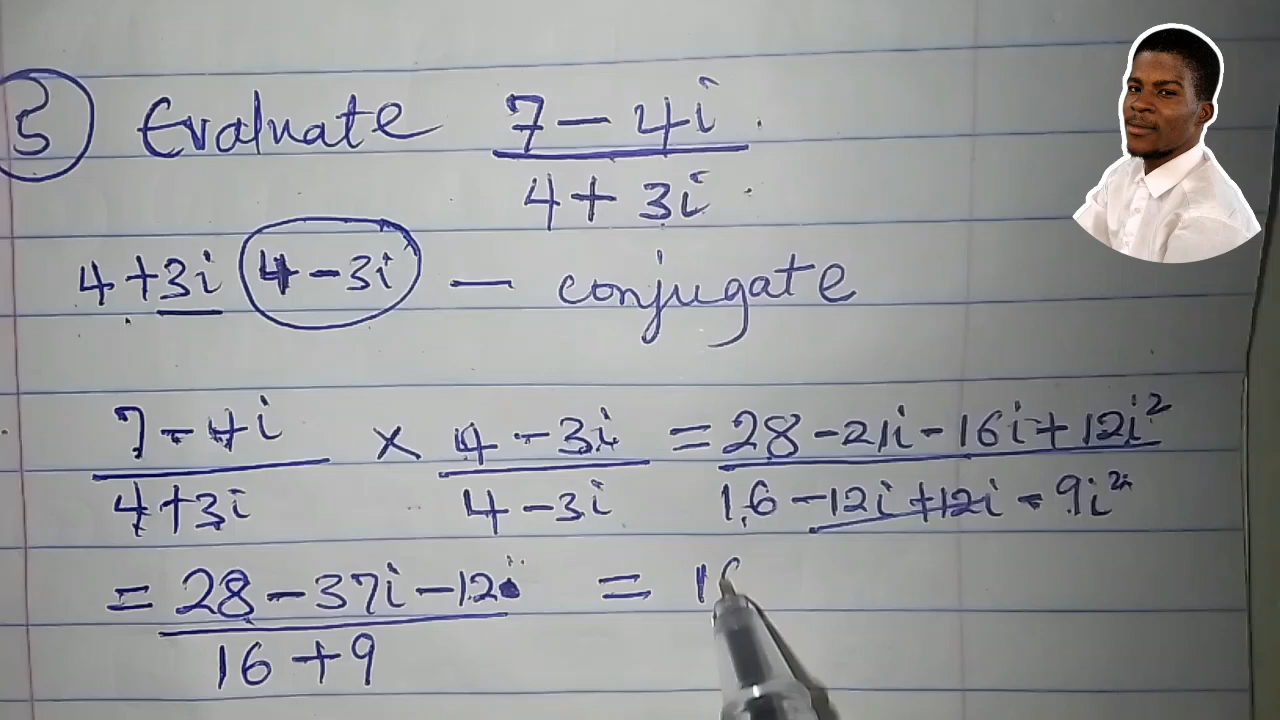 5 Evaluate (7 - 4i)/(4 + 3i)
4 + 3i 4 - 3i — conjugate
(7 - 4i)/(4 + 3i) × (4 - 3i)/(4 - 3i) = (28 - 21i - 16i + 12i²)/(16 - 12i + 12i - 9i²)
= (28 - 37i - 12)/(16 + 9) = 16